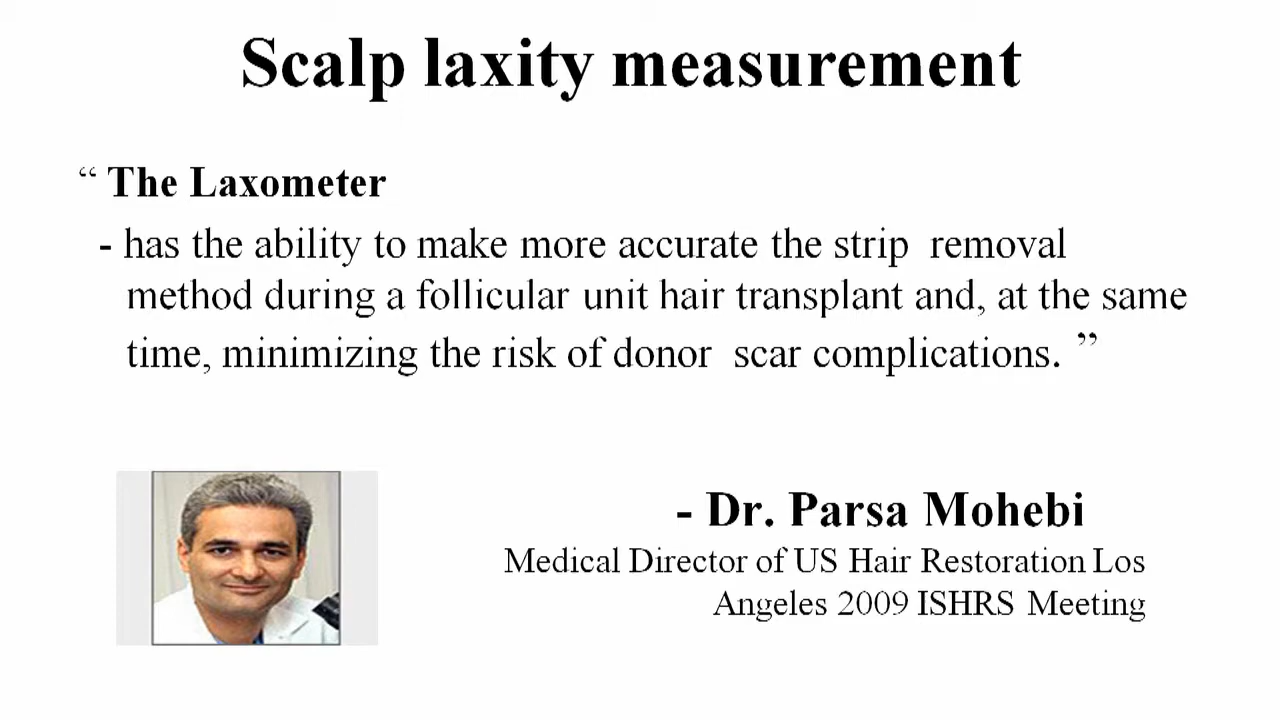 Scalp laxity measurement
“ The Laxometer
- has the ability to make more accurate the strip removal
method during a follicular unit hair transplant and, at the same
time, minimizing the risk of donor scar complications. ”
- Dr. Parsa Mohebi
Medical Director of US Hair Restoration Los
Angeles 2009 ISHRS Meeting